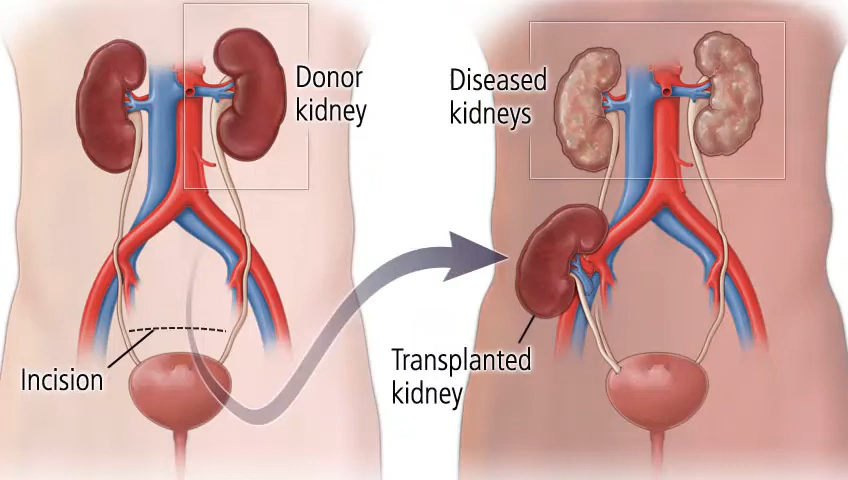 Donor
kidney
Incision
Diseased
kidneys
Transplanted
kidney